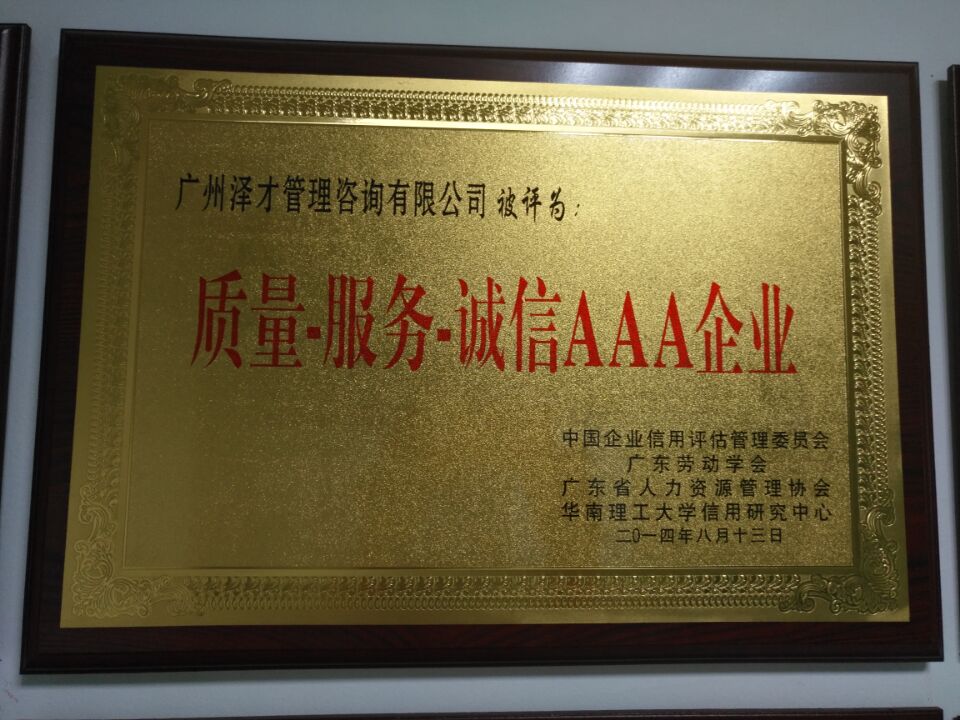 广州泽才管理咨询有限公司被评为：
质量-服务-诚信AAA企业
中国企业信用评估管理委员会
广东劳动学会
广东省人力资源管理协会
华南理工大学信用研究中心
二0一四年八月十三日